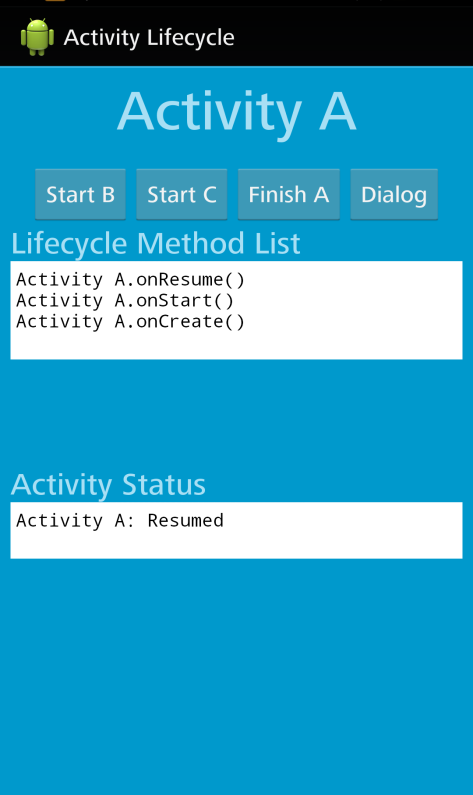 Activity Lifecycle
Activity A
Start B Start C Finish A Dialog
Lifecycle Method List
Activity A.onResume()
Activity A.onStart()
Activity A.onCreate()
Activity Status
Activity A: Resumed